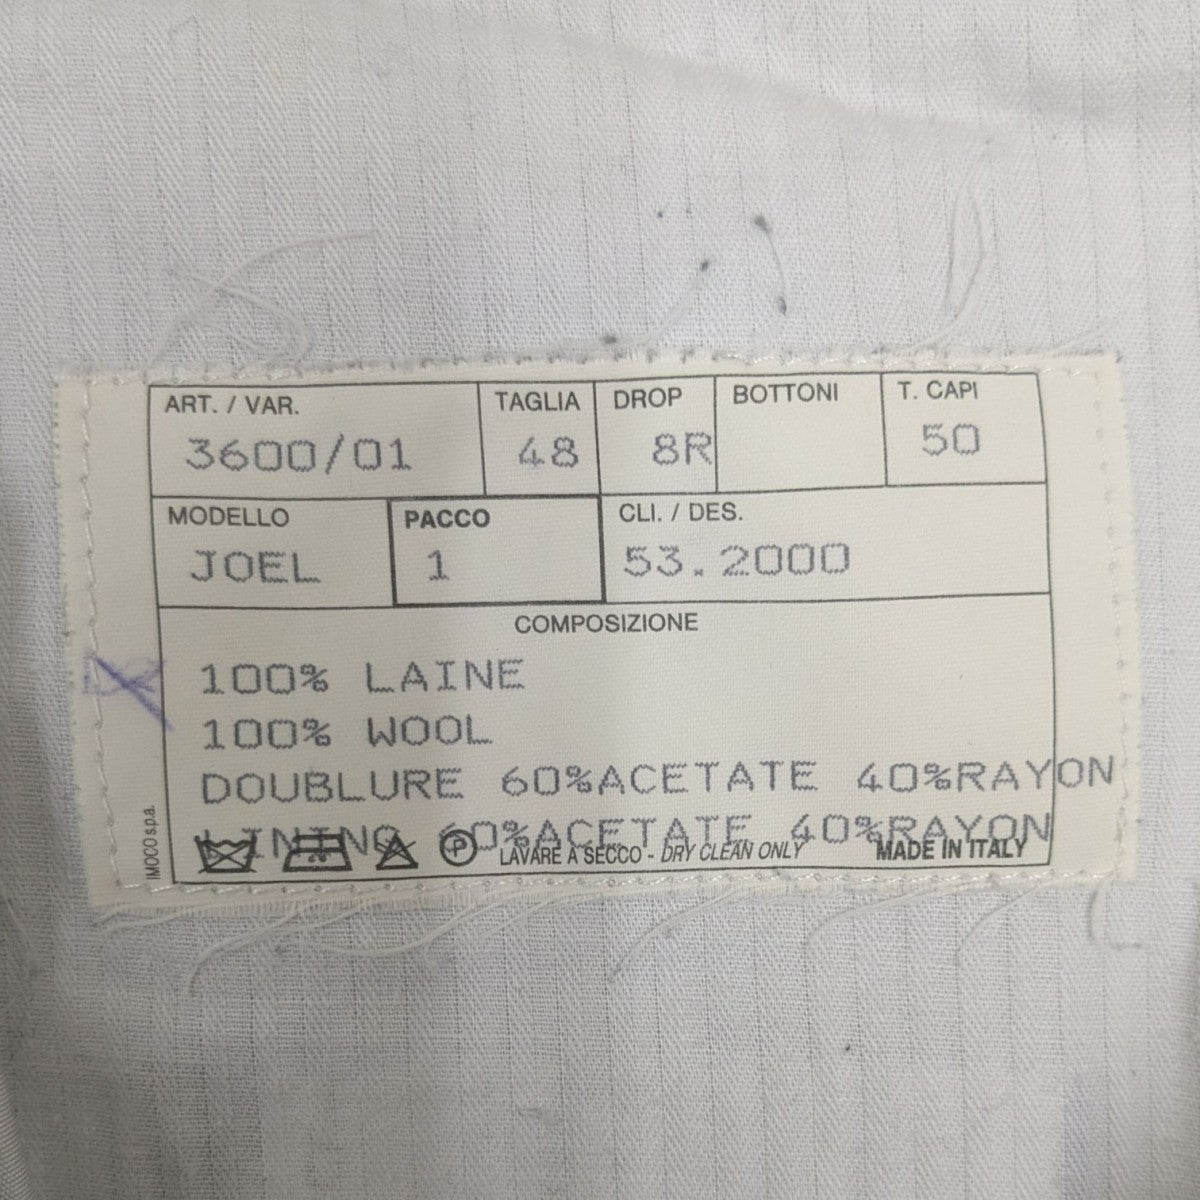 ART. / VAR. TAGLIA DROP BOTTONI T. CAPI
3600/01 48 8R 50
MODELLO PACCO CLI. / DES.
JOEL 1 53.2000
COMPOSIZIONE
100% LAINE
100% WOOL
DOUBLURE 60%ACETATE 40%RAYON
LINING 60%ACETATE 40%RAYON
P LAVARE A SECCO - DRY CLEAN ONLY MADE IN ITALY
IMOCO s.p.a.